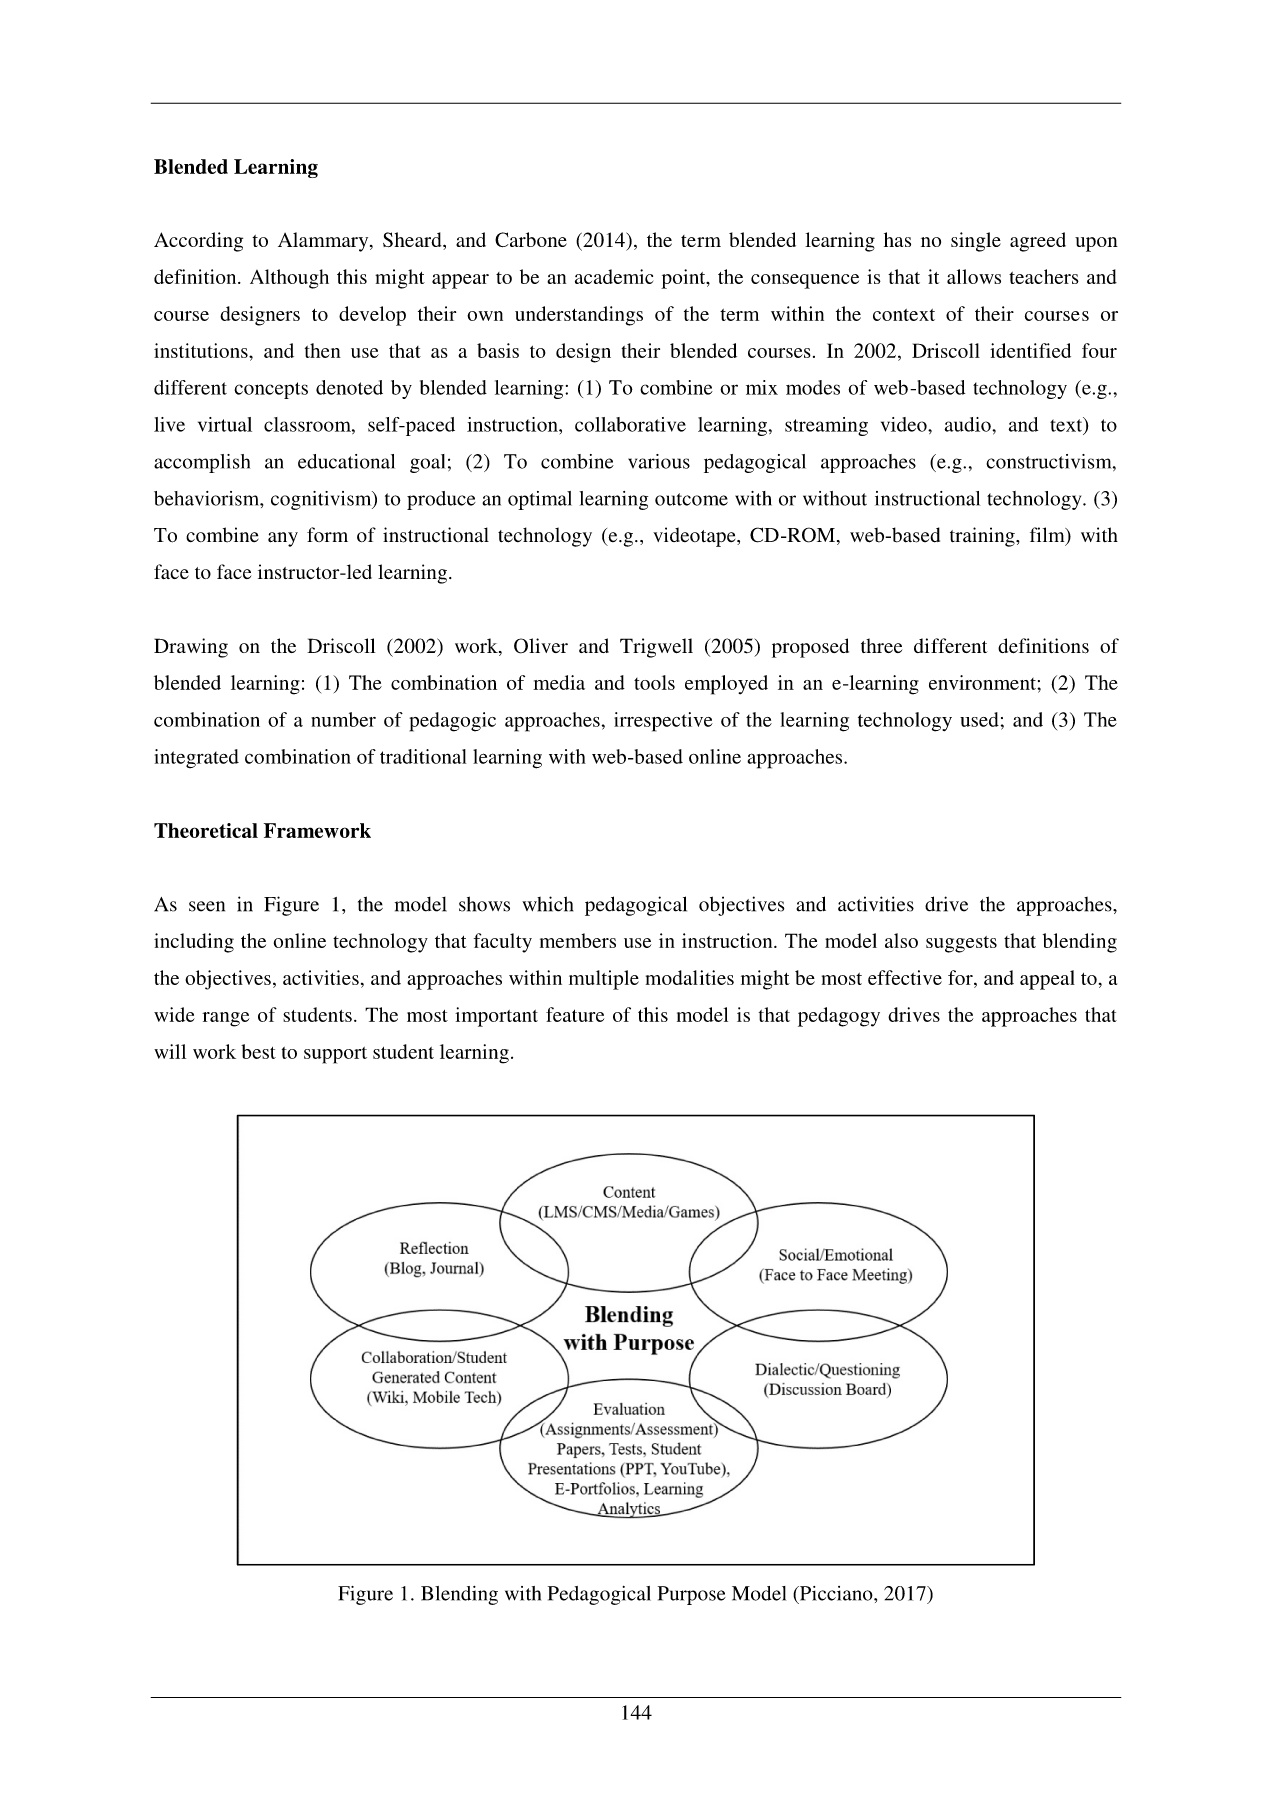 Blended Learning
According to Alammary, Sheard, and Carbone (2014), the term blended learning has no single agreed upon
definition. Although this might appear to be an academic point, the consequence is that it allows teachers and
course designers to develop their own understandings of the term within the context of their courses or
institutions, and then use that as a basis to design their blended courses. In 2002, Driscoll identified four
different concepts denoted by blended learning: (1) To combine or mix modes of web-based technology (e.g.,
live virtual classroom, self-paced instruction, collaborative learning, streaming video, audio, and text) to
accomplish an educational goal; (2) To combine various pedagogical approaches (e.g., constructivism,
behaviorism, cognitivism) to produce an optimal learning outcome with or without instructional technology. (3)
To combine any form of instructional technology (e.g., videotape, CD-ROM, web-based training, film) with
face to face instructor-led learning.
Drawing on the Driscoll (2002) work, Oliver and Trigwell (2005) proposed three different definitions of
blended learning: (1) The combination of media and tools employed in an e-learning environment; (2) The
combination of a number of pedagogic approaches, irrespective of the learning technology used; and (3) The
integrated combination of traditional learning with web-based online approaches.
Theoretical Framework
As seen in Figure 1, the model shows which pedagogical objectives and activities drive the approaches,
including the online technology that faculty members use in instruction. The model also suggests that blending
the objectives, activities, and approaches within multiple modalities might be most effective for, and appeal to, a
wide range of students. The most important feature of this model is that pedagogy drives the approaches that
will work best to support student learning.
Content
(LMS/CMS/Media/Games)
Reflection
(Blog, Journal)
Social/Emotional
(Face to Face Meeting)
Blending
with Purpose
Collaboration/Student
Generated Content
(Wiki, Mobile Tech)
Dialectic/Questioning
(Discussion Board)
Evaluation
(Assignments/Assessment)
Papers, Tests, Student
Presentations (PPT, YouTube),
E-Portfolios, Learning
Analytics
Figure 1. Blending with Pedagogical Purpose Model (Picciano, 2017)
144